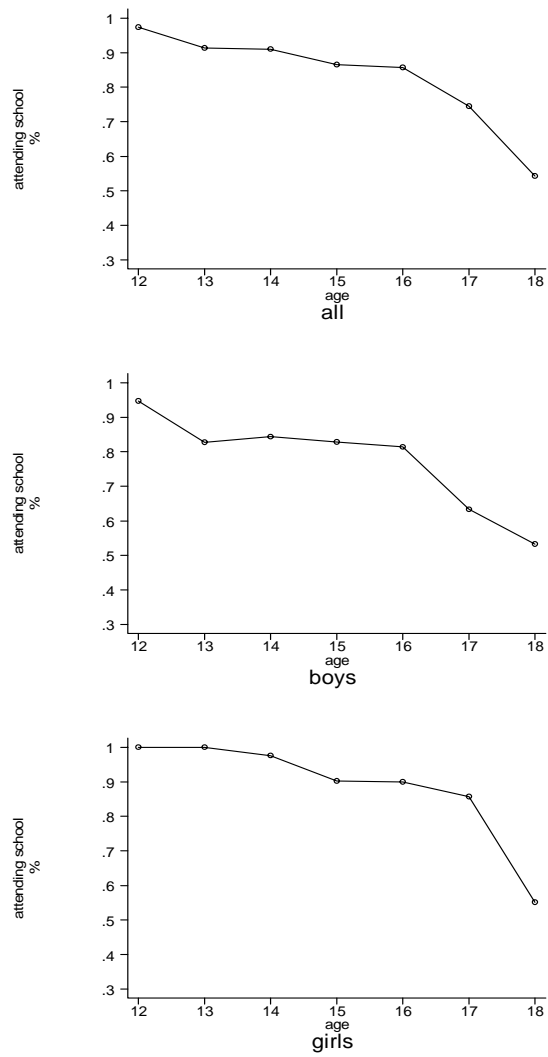 attending school
%
1
.9
.8
.7
.6
.5
.4
.3
12 13 14 15 16 17 18
age
all
attending school
%
1
.9
.8
.7
.6
.5
.4
.3
12 13 14 15 16 17 18
age
boys
attending school
%
1
.9
.8
.7
.6
.5
.4
.3
12 13 14 15 16 17 18
age
girls